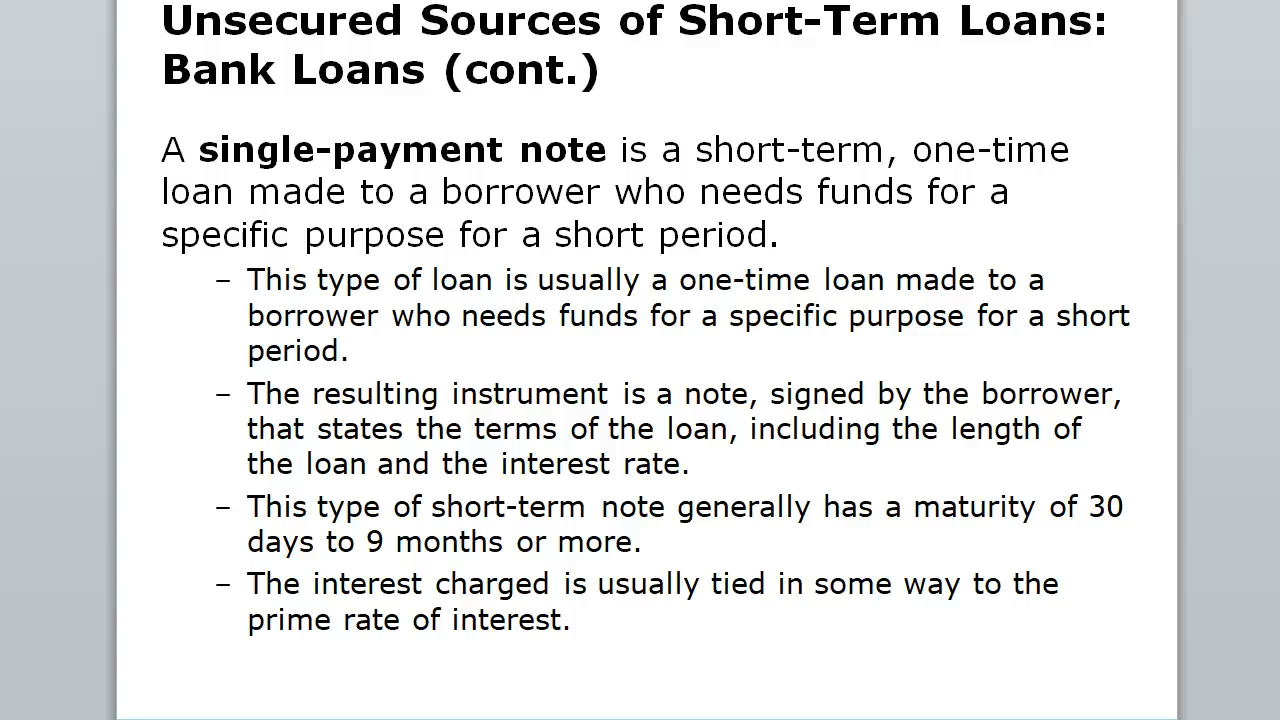 Unsecured Sources of Short-Term Loans:
Bank Loans (cont.)
A single-payment note is a short-term, one-time
loan made to a borrower who needs funds for a
specific purpose for a short period.
– This type of loan is usually a one-time loan made to a
borrower who needs funds for a specific purpose for a short
period.
– The resulting instrument is a note, signed by the borrower,
that states the terms of the loan, including the length of
the loan and the interest rate.
– This type of short-term note generally has a maturity of 30
days to 9 months or more.
– The interest charged is usually tied in some way to the
prime rate of interest.